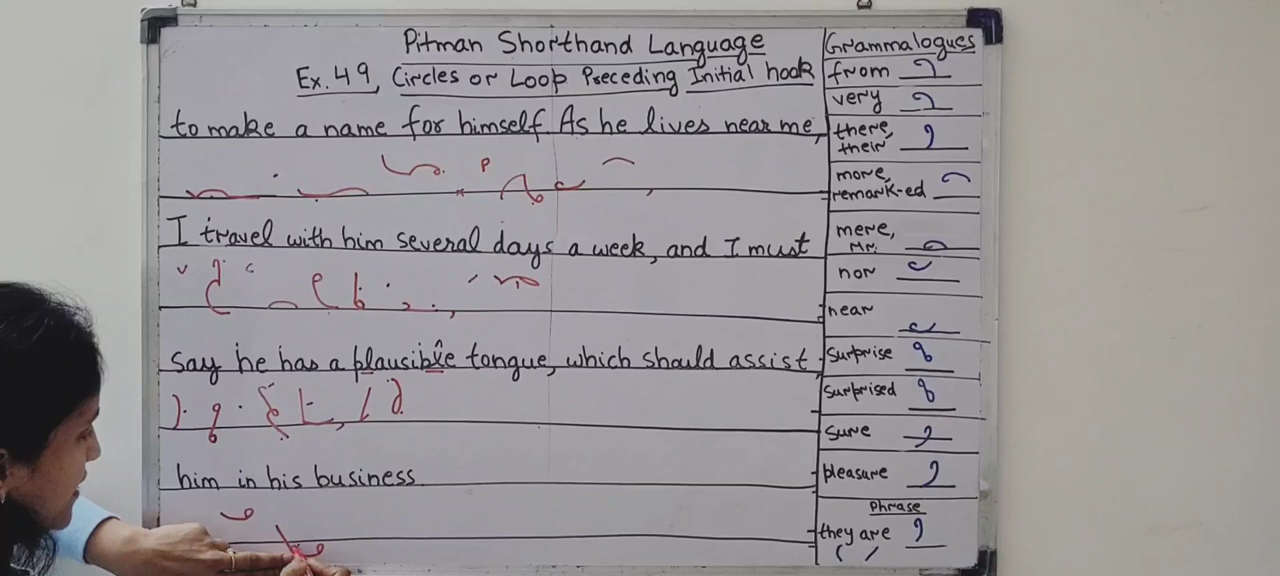 Pitman Shorthand Language
Ex. 49, Circles or Loop Preceding Initial hook
to make a name for himself. As he lives near me,
I travel with him several days a week, and I must
say he has a plausible tongue, which should assist
him in his business
Grammalogues
from
very
there,
their
more,
remark-ed
mere,
Mr.
nor
near
Surprise
surprised
sure
pleasure
Phrase
they are